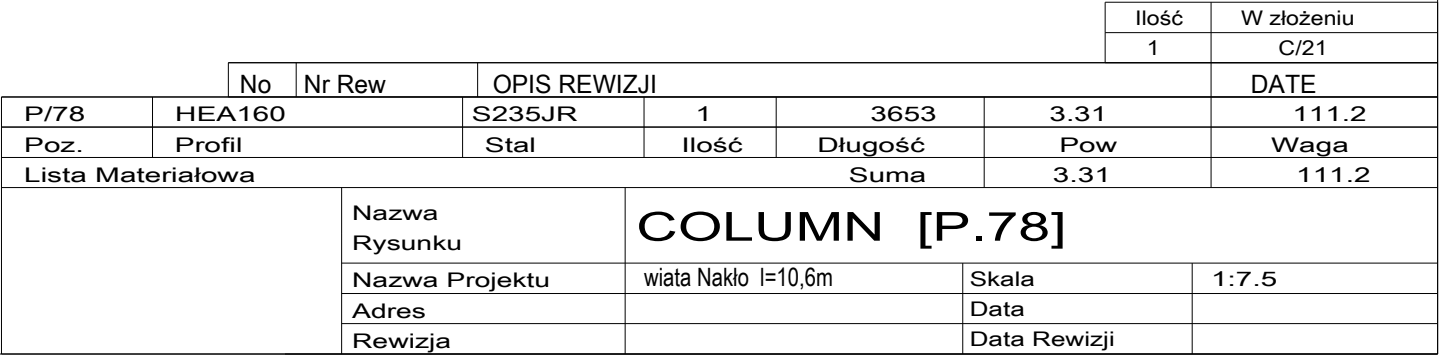 Ilość W złożeniu
1 C/21
No Nr Rew OPIS REWIZJI DATE
P/78 HEA160 S235JR 1 3653 3.31 111.2
Poz. Profil Stal Ilość Długość Pow Waga
Lista Materiałowa Suma 3.31 111.2
Nazwa Rysunku COLUMN [P.78]
Nazwa Projektu wiata Nakło l=10,6m Skala 1:7.5
Adres Data
Rewizja Data Rewizji